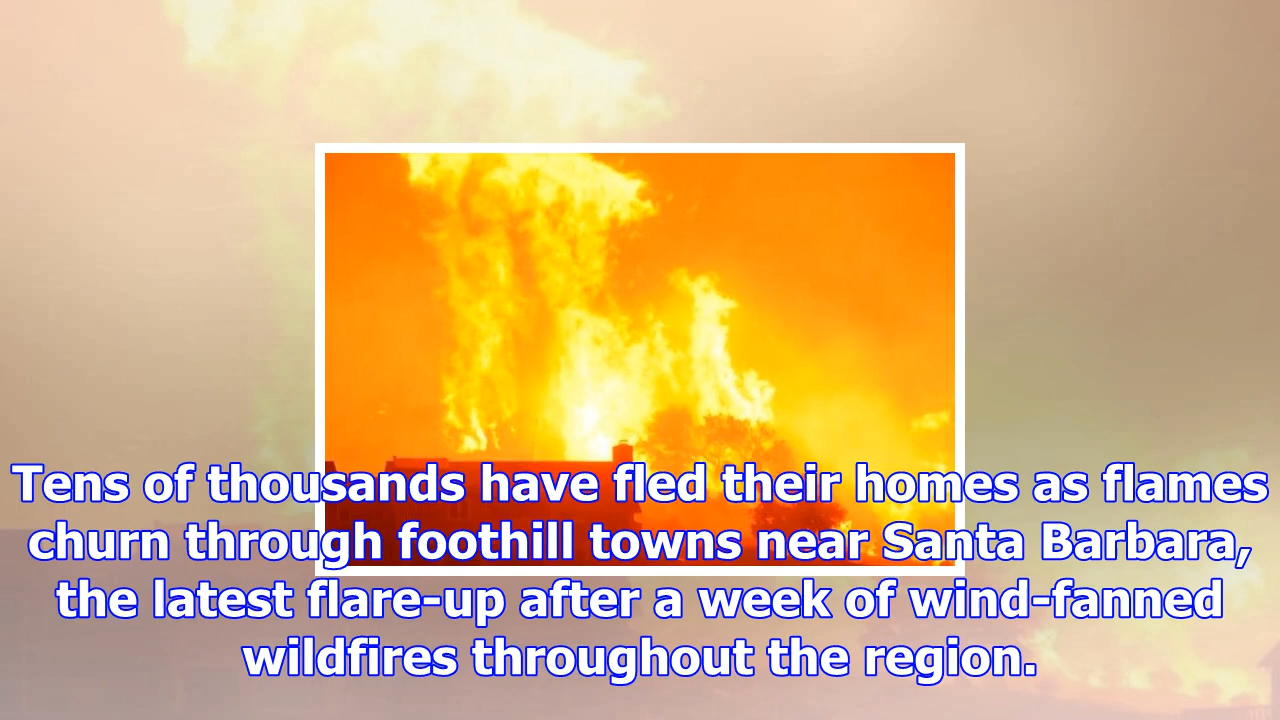 Tens of thousands have fled their homes as flames
churn through foothill towns near Santa Barbara,
the latest flare-up after a week of wind-fanned
wildfires throughout the region.